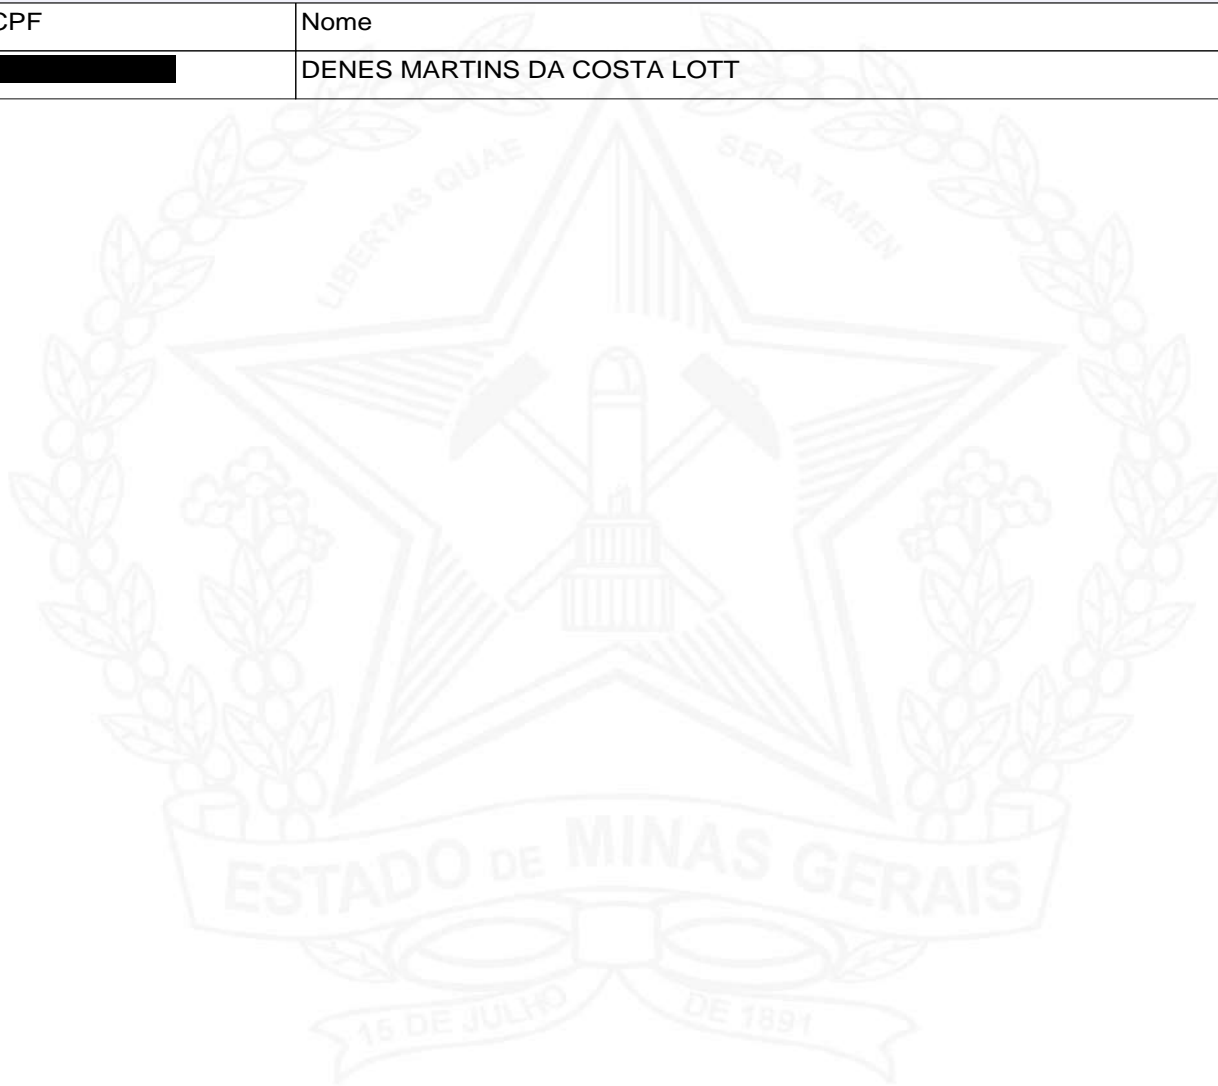 CPF Nome
DENES MARTINS DA COSTA LOTT
LIBERTAS QUAE SERA TAMEN
ESTADO DE MINAS GERAIS
15 DE JULHO DE 1891